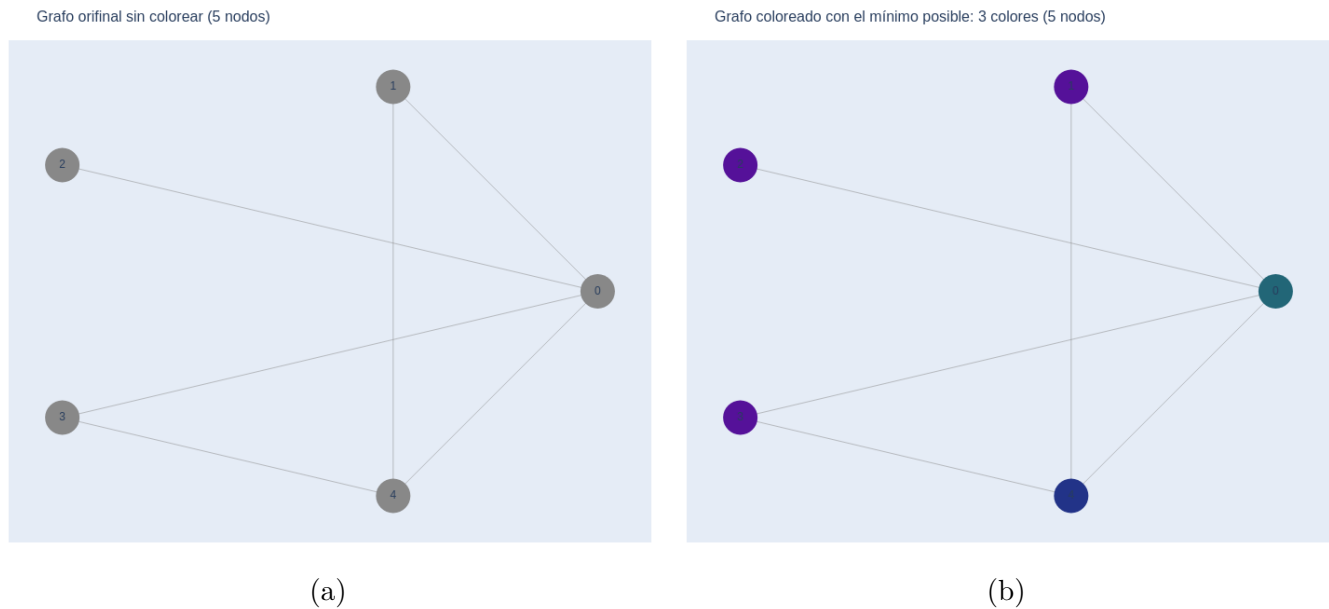 Grafo orifinal sin colorear (5 nodos)
1
2
0
3
4
(a)
Grafo coloreado con el mínimo posible: 3 colores (5 nodos)
0
(b)